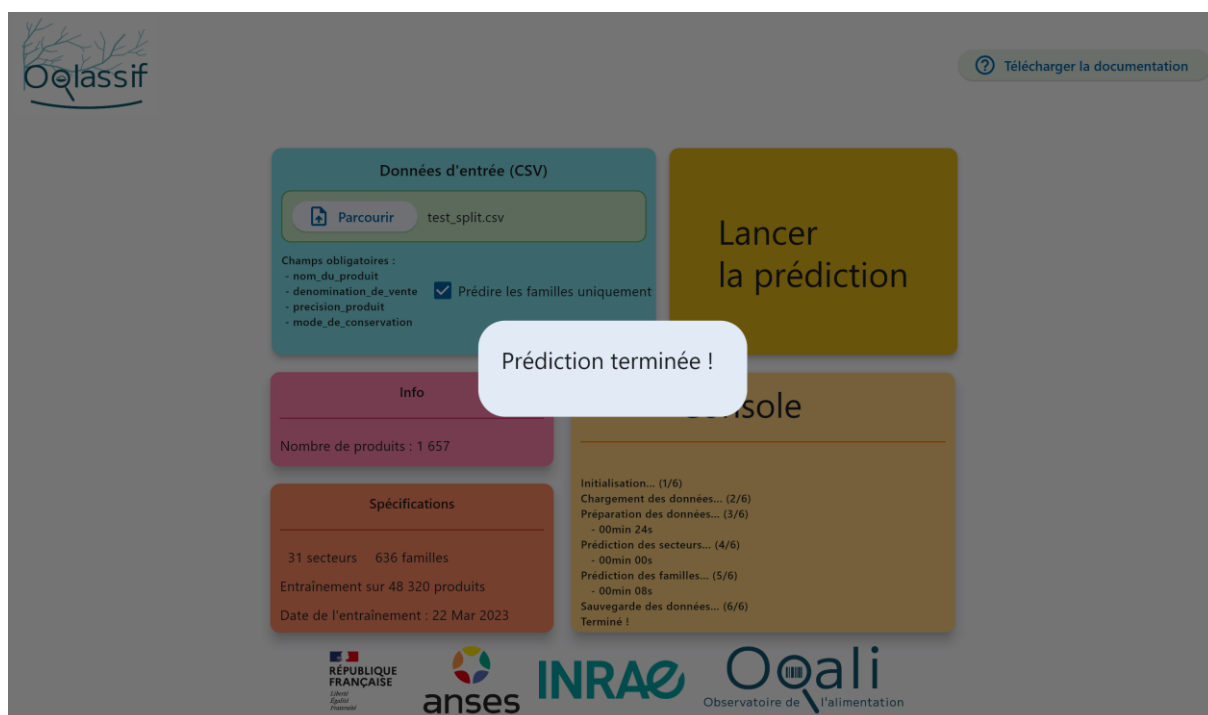 Oqlassif
Télécharger la documentation
Données d'entrée (CSV)
Parcourir
test_split.csv
Champs obligatoires :
- nom_du_produit
- denomination_de_vente
- precision_produit
- mode_de_conservation
Prédire les familles uniquement
Lancer
la prédiction
Prédiction terminée !
Info
Nombre de produits : 1 657
Spécifications
31 secteurs 636 familles
Entraînement sur 48 320 produits
Date de l'entraînement : 22 Mar 2023
Initialisation... (1/6)
Chargement des données... (2/6)
Préparation des données... (3/6)
- 00min 24s
Prédiction des secteurs... (4/6)
- 00min 00s
Prédiction des familles... (5/6)
- 00min 08s
Sauvegarde des données... (6/6)
Terminé !
RÉPUBLIQUE
FRANÇAISE
Liberté
Égalité
Fraternité
anses
INRAE
Oqali
Observatoire de l'alimentation